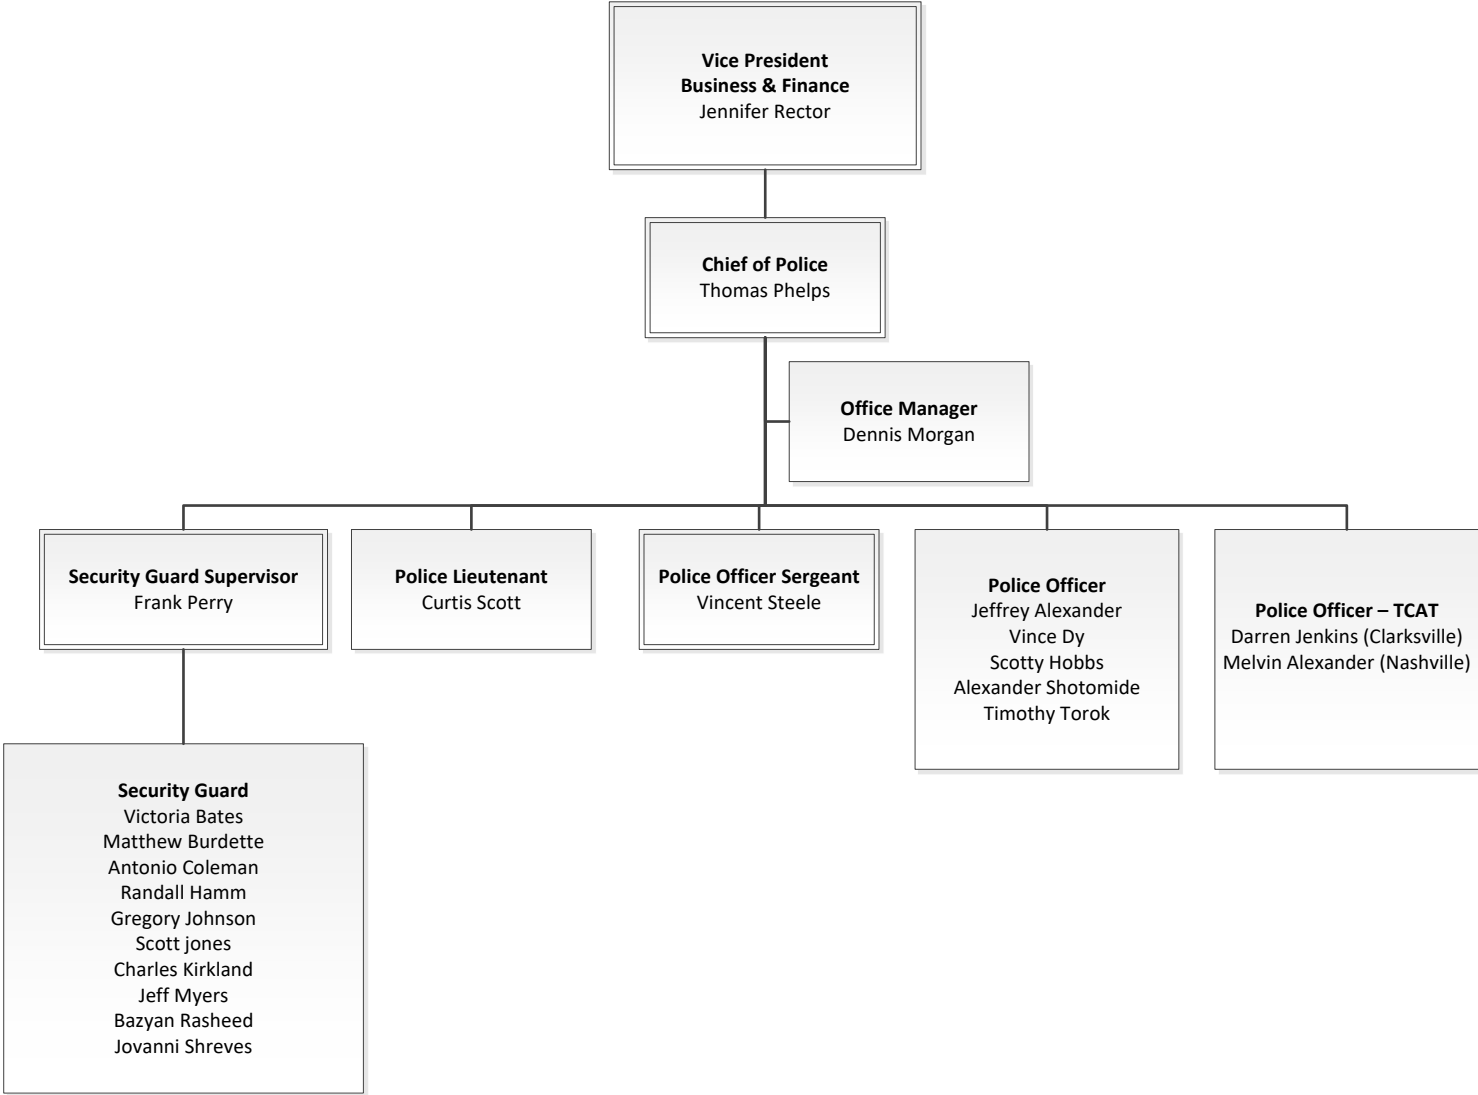 Vice President
Business & Finance
Jennifer Rector
Chief of Police
Thomas Phelps
Office Manager
Dennis Morgan
Security Guard Supervisor
Frank Perry
Police Lieutenant
Curtis Scott
Police Officer Sergeant
Vincent Steele
Police Officer
Jeffrey Alexander
Vince Dy
Scotty Hobbs
Alexander Shotomide
Timothy Torok
Police Officer – TCAT
Darren Jenkins (Clarksville)
Melvin Alexander (Nashville)
Security Guard
Victoria Bates
Matthew Burdette
Antonio Coleman
Randall Hamm
Gregory Johnson
Scott jones
Charles Kirkland
Jeff Myers
Bazyan Rasheed
Jovanni Shreves